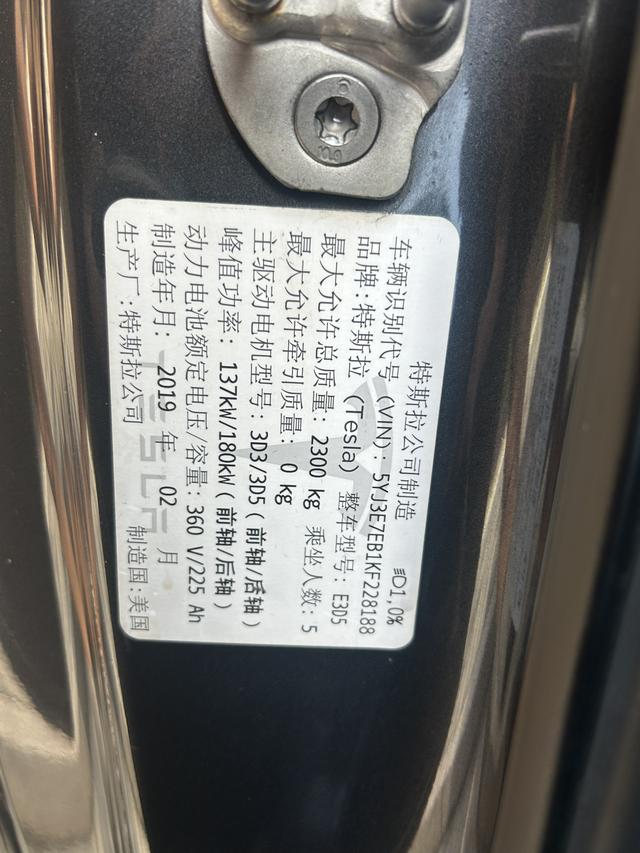 10.9
特斯拉公司制造
D1,0%
车辆识别代号 (VIN): 5YJ3E7EB1KF228188
品牌:特斯拉 (Tesla) 整车型号: E3D5
最大允许总质量: 2300 kg 乘坐人数: 5
最大允许牵引质量: 0 kg
主驱动电机型号: 3D3/3D5(前轴/后轴)
峰值功率: 137kW/180kW(前轴/后轴)
动力电池额定电压/容量: 360 V/225 Ah
制造年月: 2019 年 02 月
生产厂:特斯拉公司 制造国:美国
TESLA